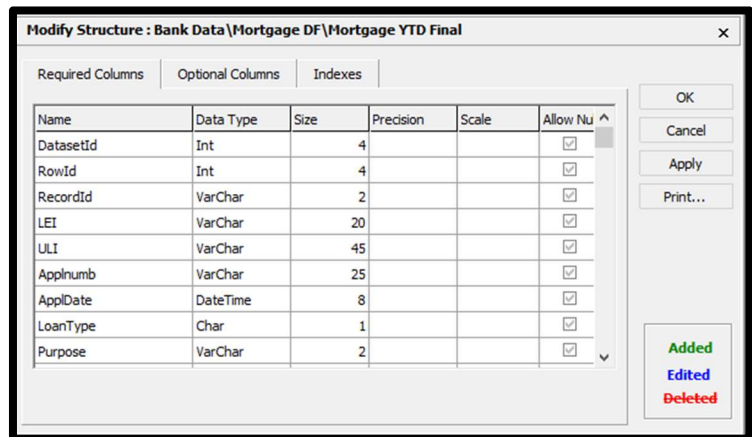 Modify Structure : Bank Data\Mortgage DF\Mortgage YTD Final x
Required Columns Optional Columns Indexes
OK
Cancel
Apply
Print...
Name Data Type Size Precision Scale Allow Nu
DatasetId Int 4
RowId Int 4
RecordId VarChar 2
LEI VarChar 20
ULI VarChar 45
Applnumb VarChar 25
ApplDate DateTime 8
LoanType Char 1
Purpose VarChar 2
Added
Edited
Deleted